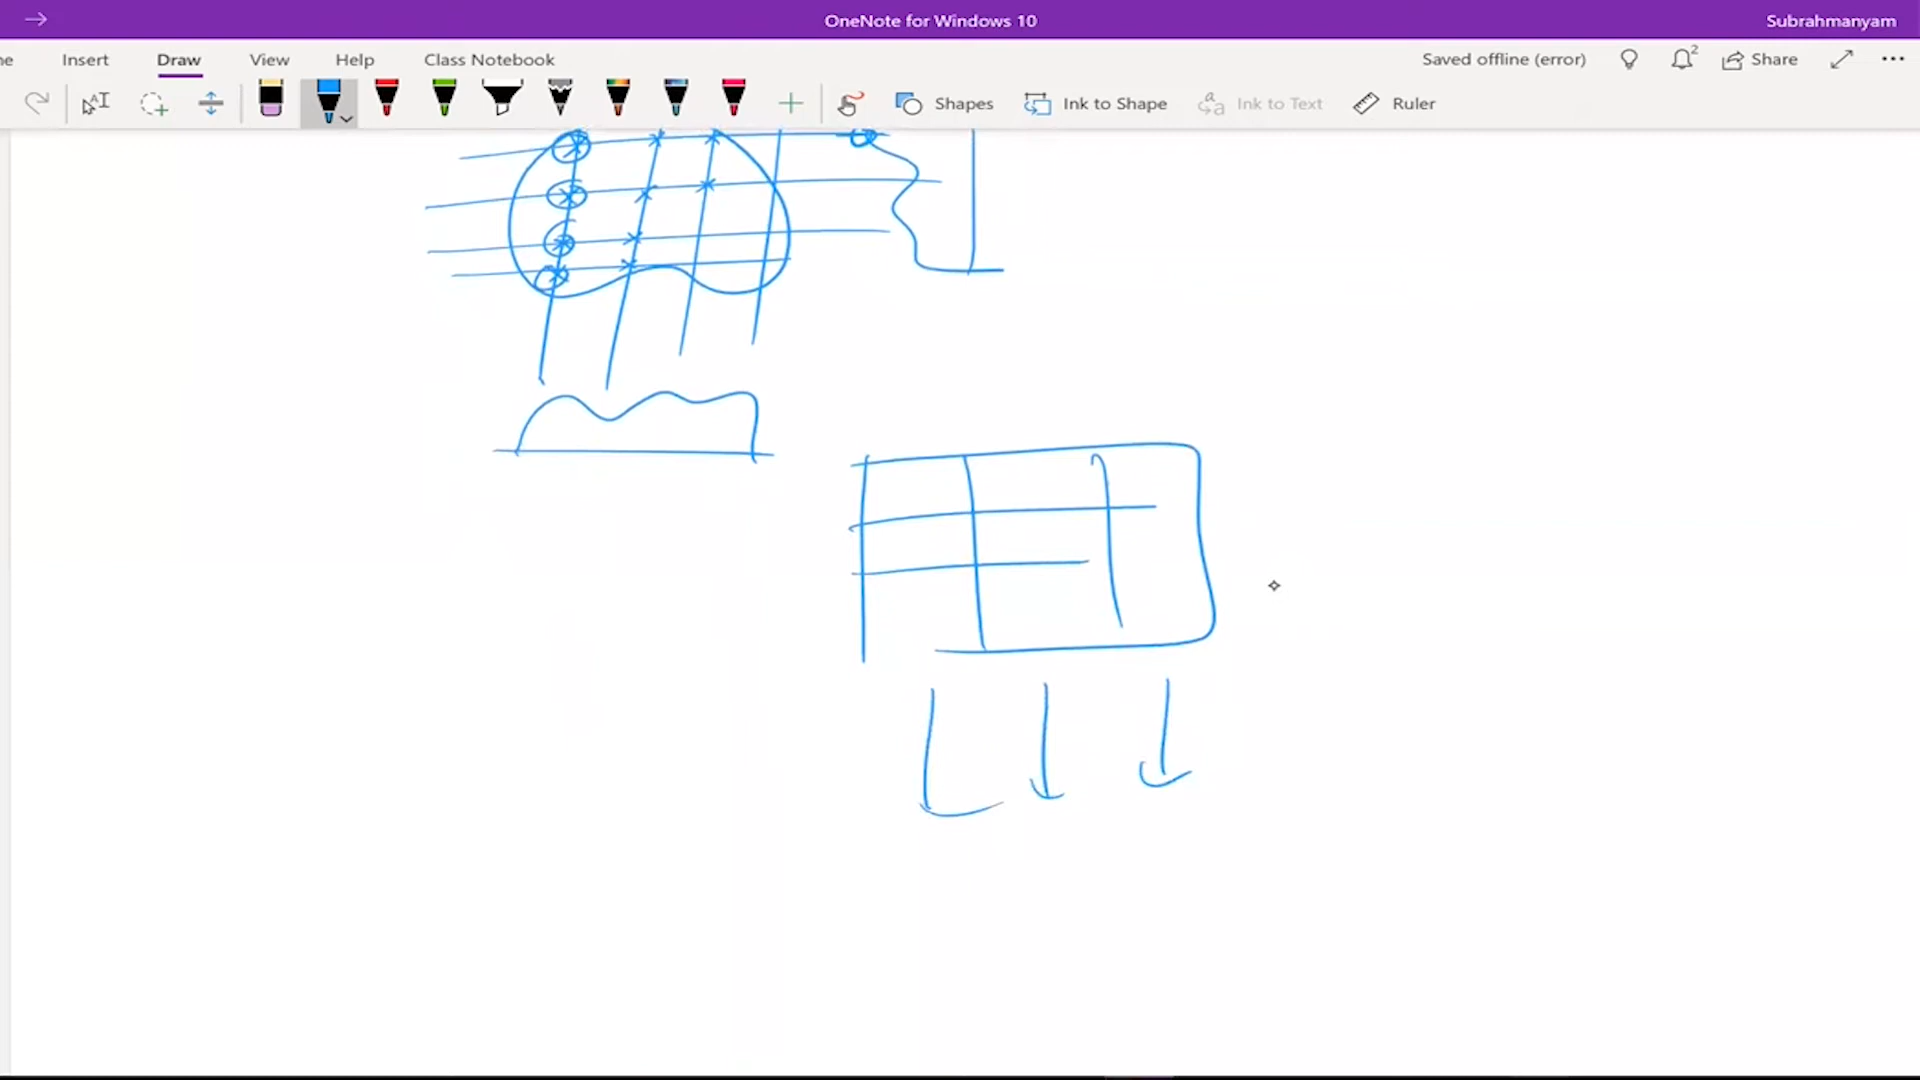 OneNote for Windows 10
Subrahmanyam
Insert Draw View Help Class Notebook
Saved offline (error)
2
Share
Shapes
Ink to Shape
a
Ink to Text
Ruler